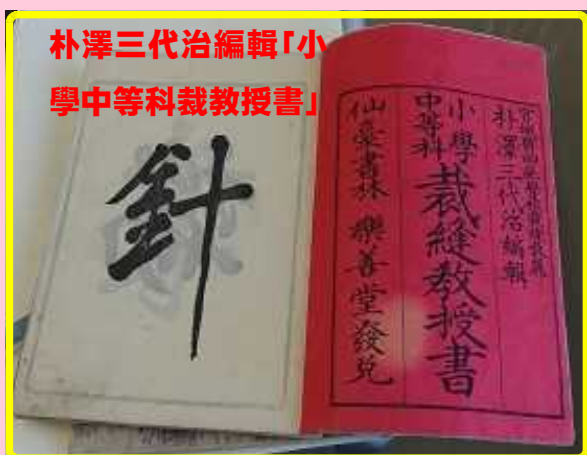 朴澤三代治編輯「小
學中等科裁教授書」
朴澤三代治編輯
小學
中等科
裁縫教授書
仙臺書林 樂善堂發兌
針